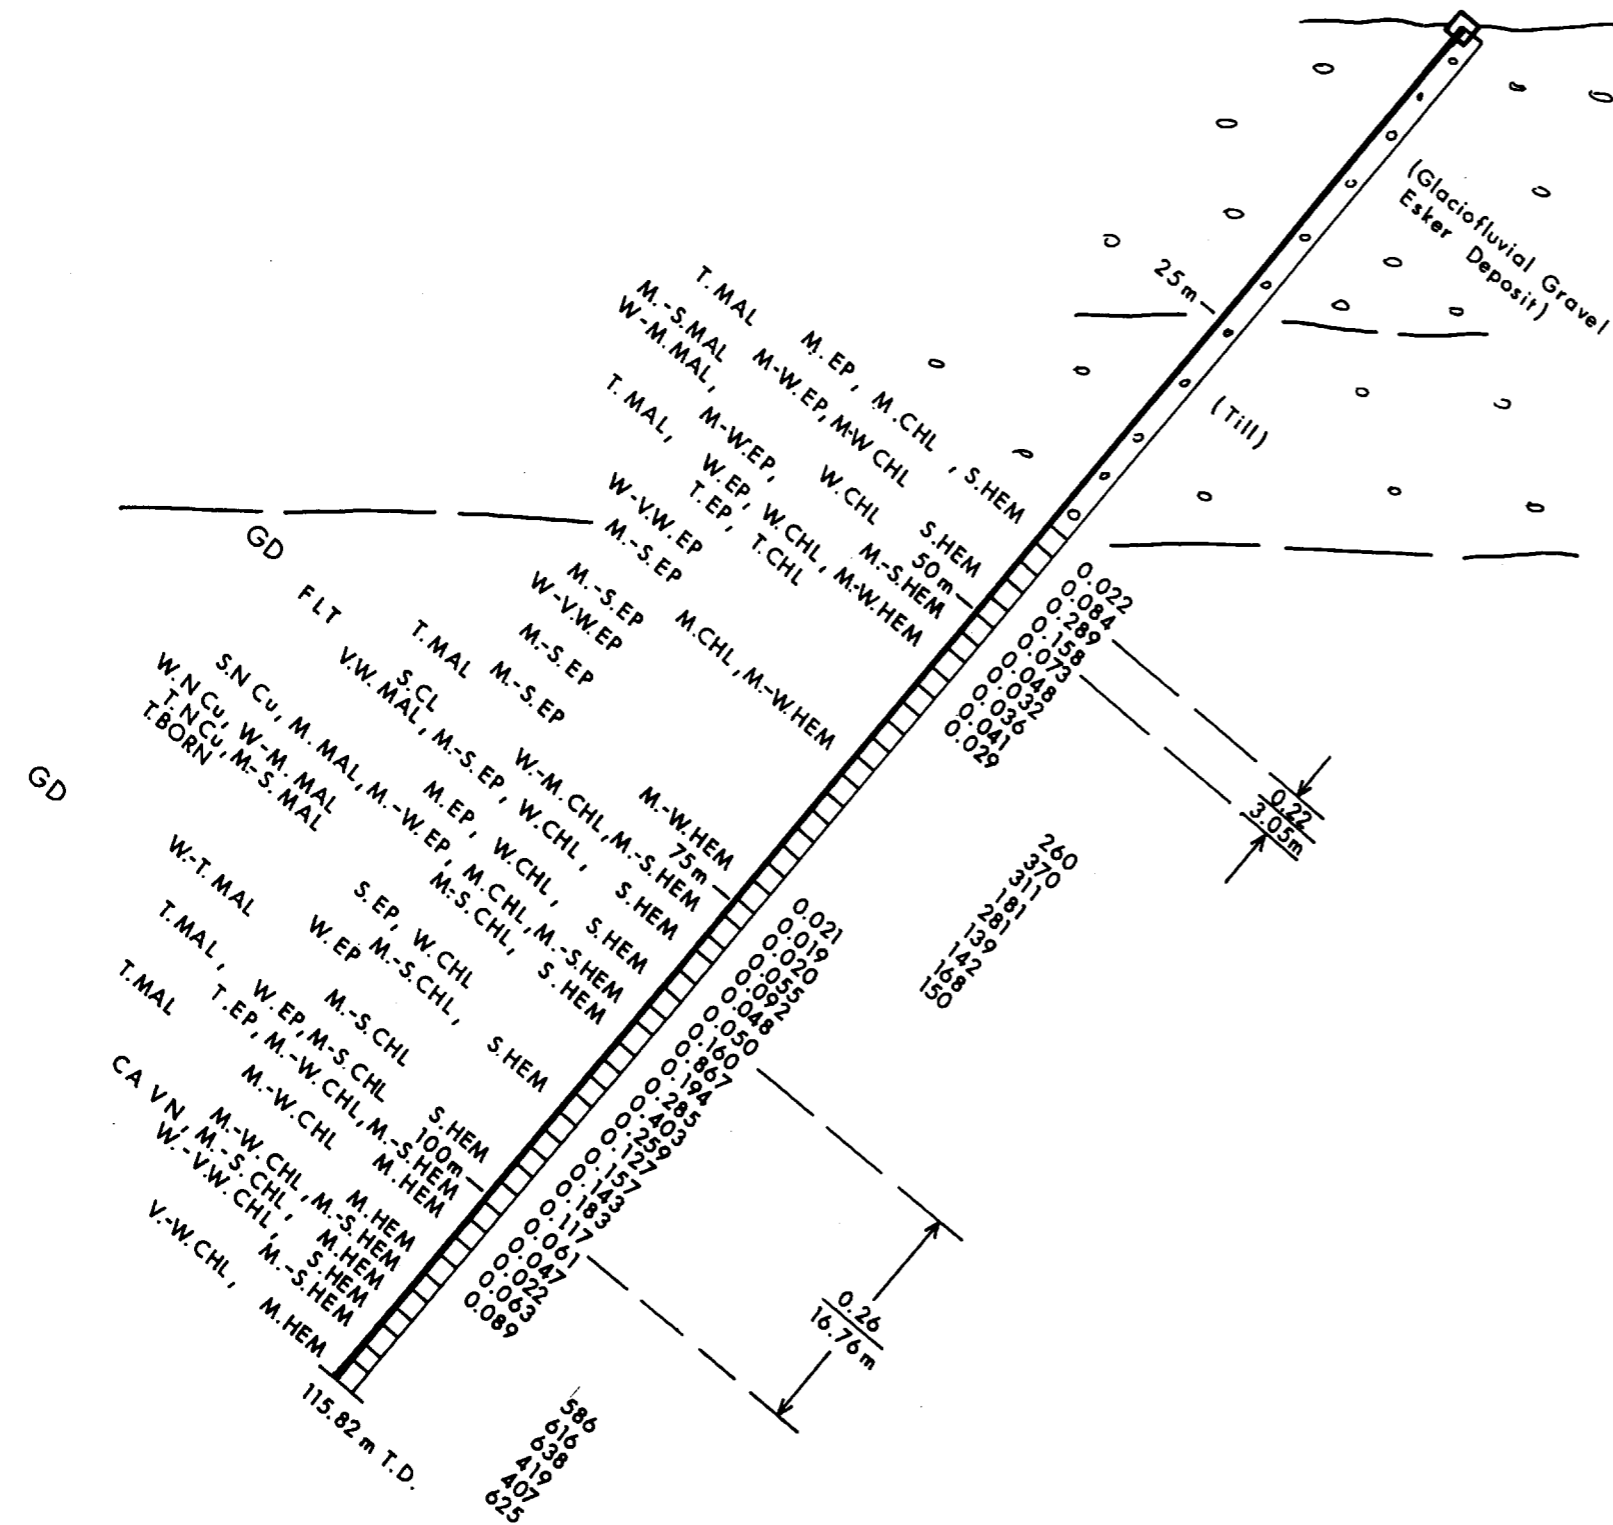 (Glaciofluvial Gravel
Esker Deposit)
25m
(Till)
T. MAL M. EP, M.CHL, S.HEM
M.-S.MAL M-W.EP, M-W CHL
W-M.MAL, M-W.EP, W.CHL S.HEM
50m
T. MAL, W.EP, W.CHL, M.-S.HEM
T. EP, T.CHL M-W.HEM
W-V.W.EP
M.-S.EP
M.-S.EP M.CHL, M.-W.HEM
W-V.W.EP
M.-S.EP
T.MAL M.-S.EP
GD
FLT
S.CL W.-M.CHL, M.-S.HEM
M.-W.HEM
75m
V.W.MAL, M.-S.EP, W.CHL, S.HEM
M.EP, W.CHL, S.HEM
S.N Cu, M.MAL, M.-W.EP, M.CHL, M.-S.HEM
W.N Cu, W-M. MAL M-S.CHL, S.HEM
T.N Cu, M-S. MAL
T.BORN
GD
S.EP, W.CHL
W.-T. MAL W.EP M.-S.CHL, S.HEM
M.-S.CHL
T.MAL, W.EP, M-S.CHL S.HEM
100m
T.EP, M.-W.CHL, M.-S.HEM
T.MAL M.-W.CHL M.HEM
M.HEM
M.-W.CHL, M.-S.HEM
CA VN, M.-S.CHL, M.HEM
W.-V.W.CHL, S.HEM
M.-S.HEM
V.-W.CHL, M.HEM
115.82 m T.D.
0.022
0.084
0.289
0.158
0.073
0.048
0.032
0.036
0.041
0.029
0.22
3.05m
260
370
311
181
281
139
142
168
150
0.021
0.019
0.020
0.055
0.092
0.048
0.050
0.160
0.867
0.194
0.285
0.403
0.259
0.127
0.157
0.143
0.183
0.117
0.061
0.047
0.022
0.063
0.089
0.26
16.76 m
586
616
638
419
407
625